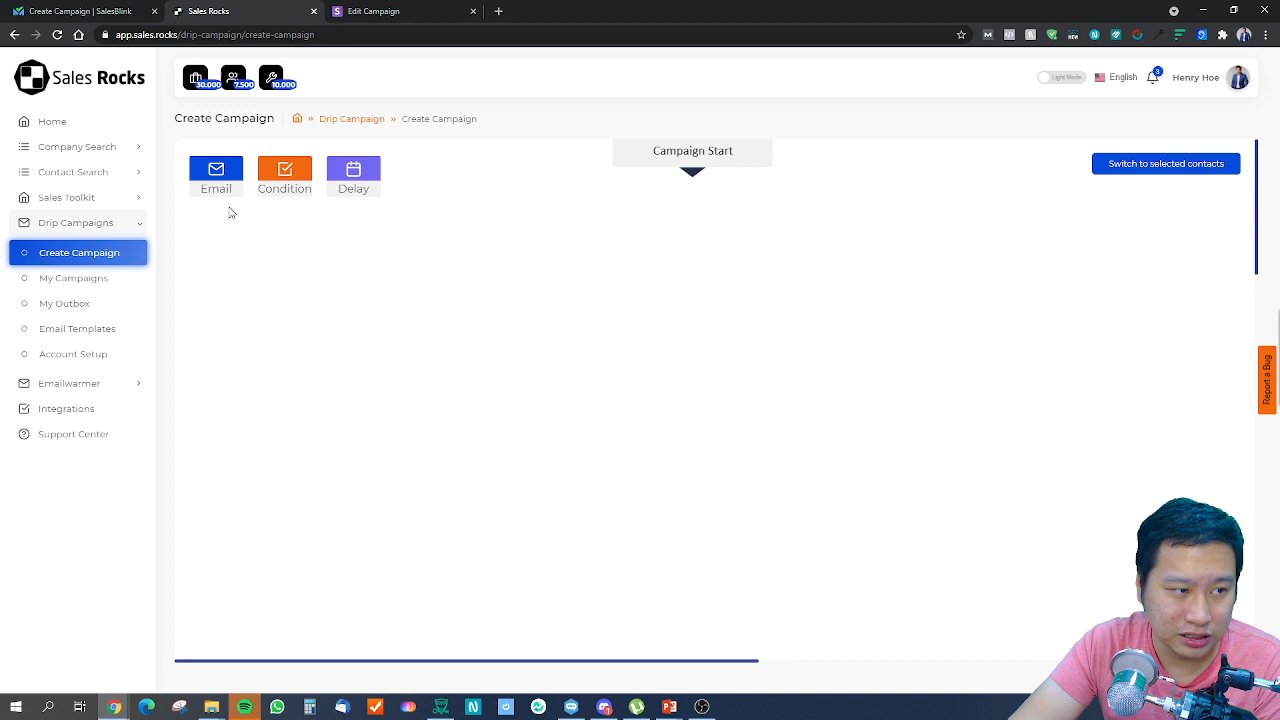 Create Campaign SalesBlink
Sales Rocks
Edit Campaign
app.sales.rocks/drip-campaign/create-campaign
Sales Rocks
30.000
7.500
10.000
Light Mode
English
3
Henry Hoe
Create Campaign
» Drip Campaign » Create Campaign
Home
Company Search
Contact Search
Sales Toolkit
Drip Campaigns
Create Campaign
My Campaigns
My Outbox
Email Templates
Account Setup
Emailwarmer
Integrations
Support Center
Campaign Start
Email
Condition
Delay
Switch to selected contacts
Report a Bug